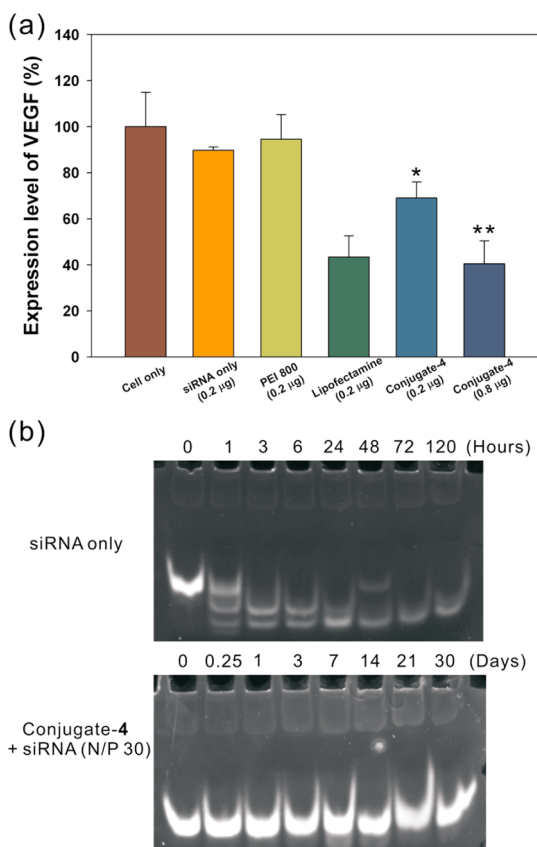 (a)
Expression level of VEGF (%)
140
120
100
80
60
40
20
0
*
**
Cell only
siRNA only
(0.2 μg)
PEI 800
(0.2 μg)
Lipofectamine
(0.2 μg)
Conjugate-4
(0.2 μg)
Conjugate-4
(0.8 μg)
(b)
0 1 3 6 24 48 72 120 (Hours)
siRNA only
0 0.25 1 3 7 14 21 30 (Days)
Conjugate-4
+ siRNA (N/P 30)